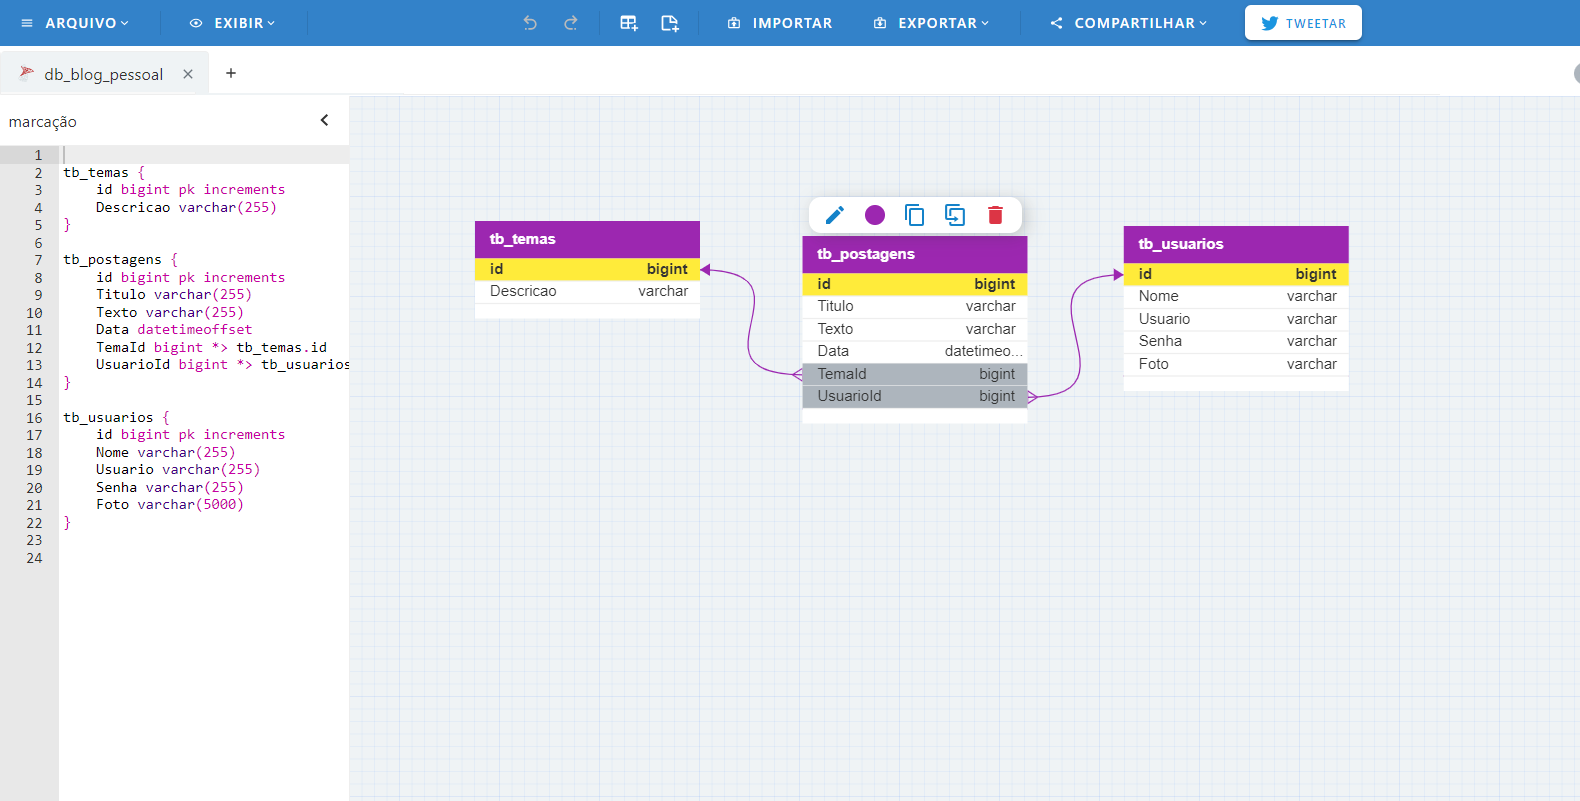 ARQUIVO EXIBIR IMPORTAR EXPORTAR COMPARTILHAR TWEETAR
db_blog_pessoal × +
marcação
1
2 tb_temas {
3 id bigint pk increments
4 Descricao varchar(255)
5 }
6
7 tb_postagens {
8 id bigint pk increments
9 Titulo varchar(255)
10 Texto varchar(255)
11 Data datetimeoffset
12 TemaId bigint *> tb_temas.id
13 UsuarioId bigint *> tb_usuarios
14 }
15
16 tb_usuarios {
17 id bigint pk increments
18 Nome varchar(255)
19 Usuario varchar(255)
20 Senha varchar(255)
21 Foto varchar(5000)
22 }
23
24
tb_temas
id bigint
Descricao varchar
tb_postagens
id bigint
Titulo varchar
Texto varchar
Data datetimeo...
TemaId bigint
UsuarioId bigint
tb_usuarios
id bigint
Nome varchar
Usuario varchar
Senha varchar
Foto varchar